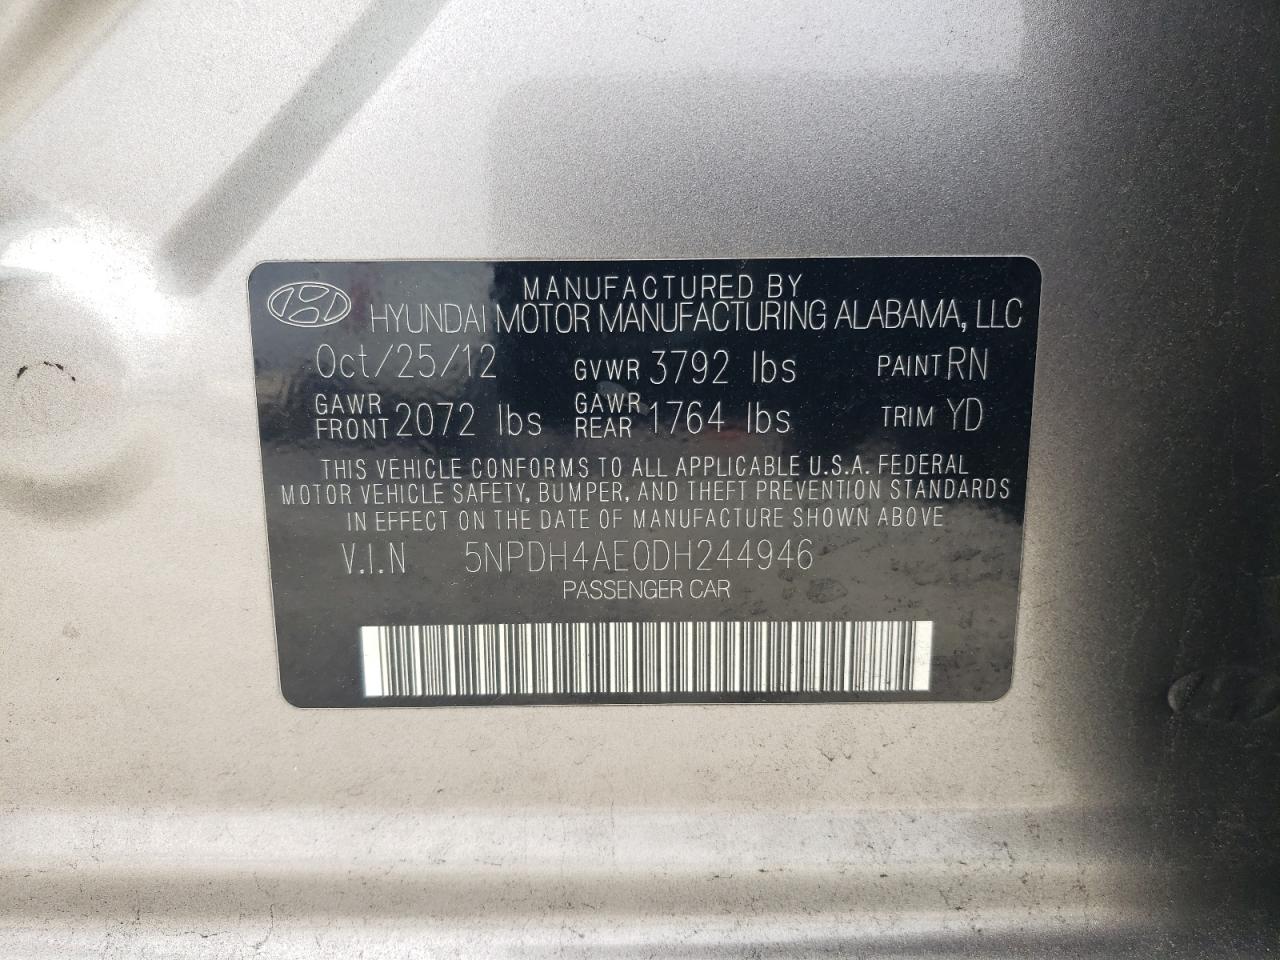 MANUFACTURED BY
HYUNDAI MOTOR MANUFACTURING ALABAMA, LLC
Oct/25/12 GVWR 3792 lbs PAINT RN
GAWR FRONT 2072 lbs GAWR REAR 1764 lbs TRIM YD
THIS VEHICLE CONFORMS TO ALL APPLICABLE U.S.A. FEDERAL
MOTOR VEHICLE SAFETY, BUMPER, AND THEFT PREVENTION STANDARDS
IN EFFECT ON THE DATE OF MANUFACTURE SHOWN ABOVE
V.I.N 5NPDH4AE0DH244946
PASSENGER CAR